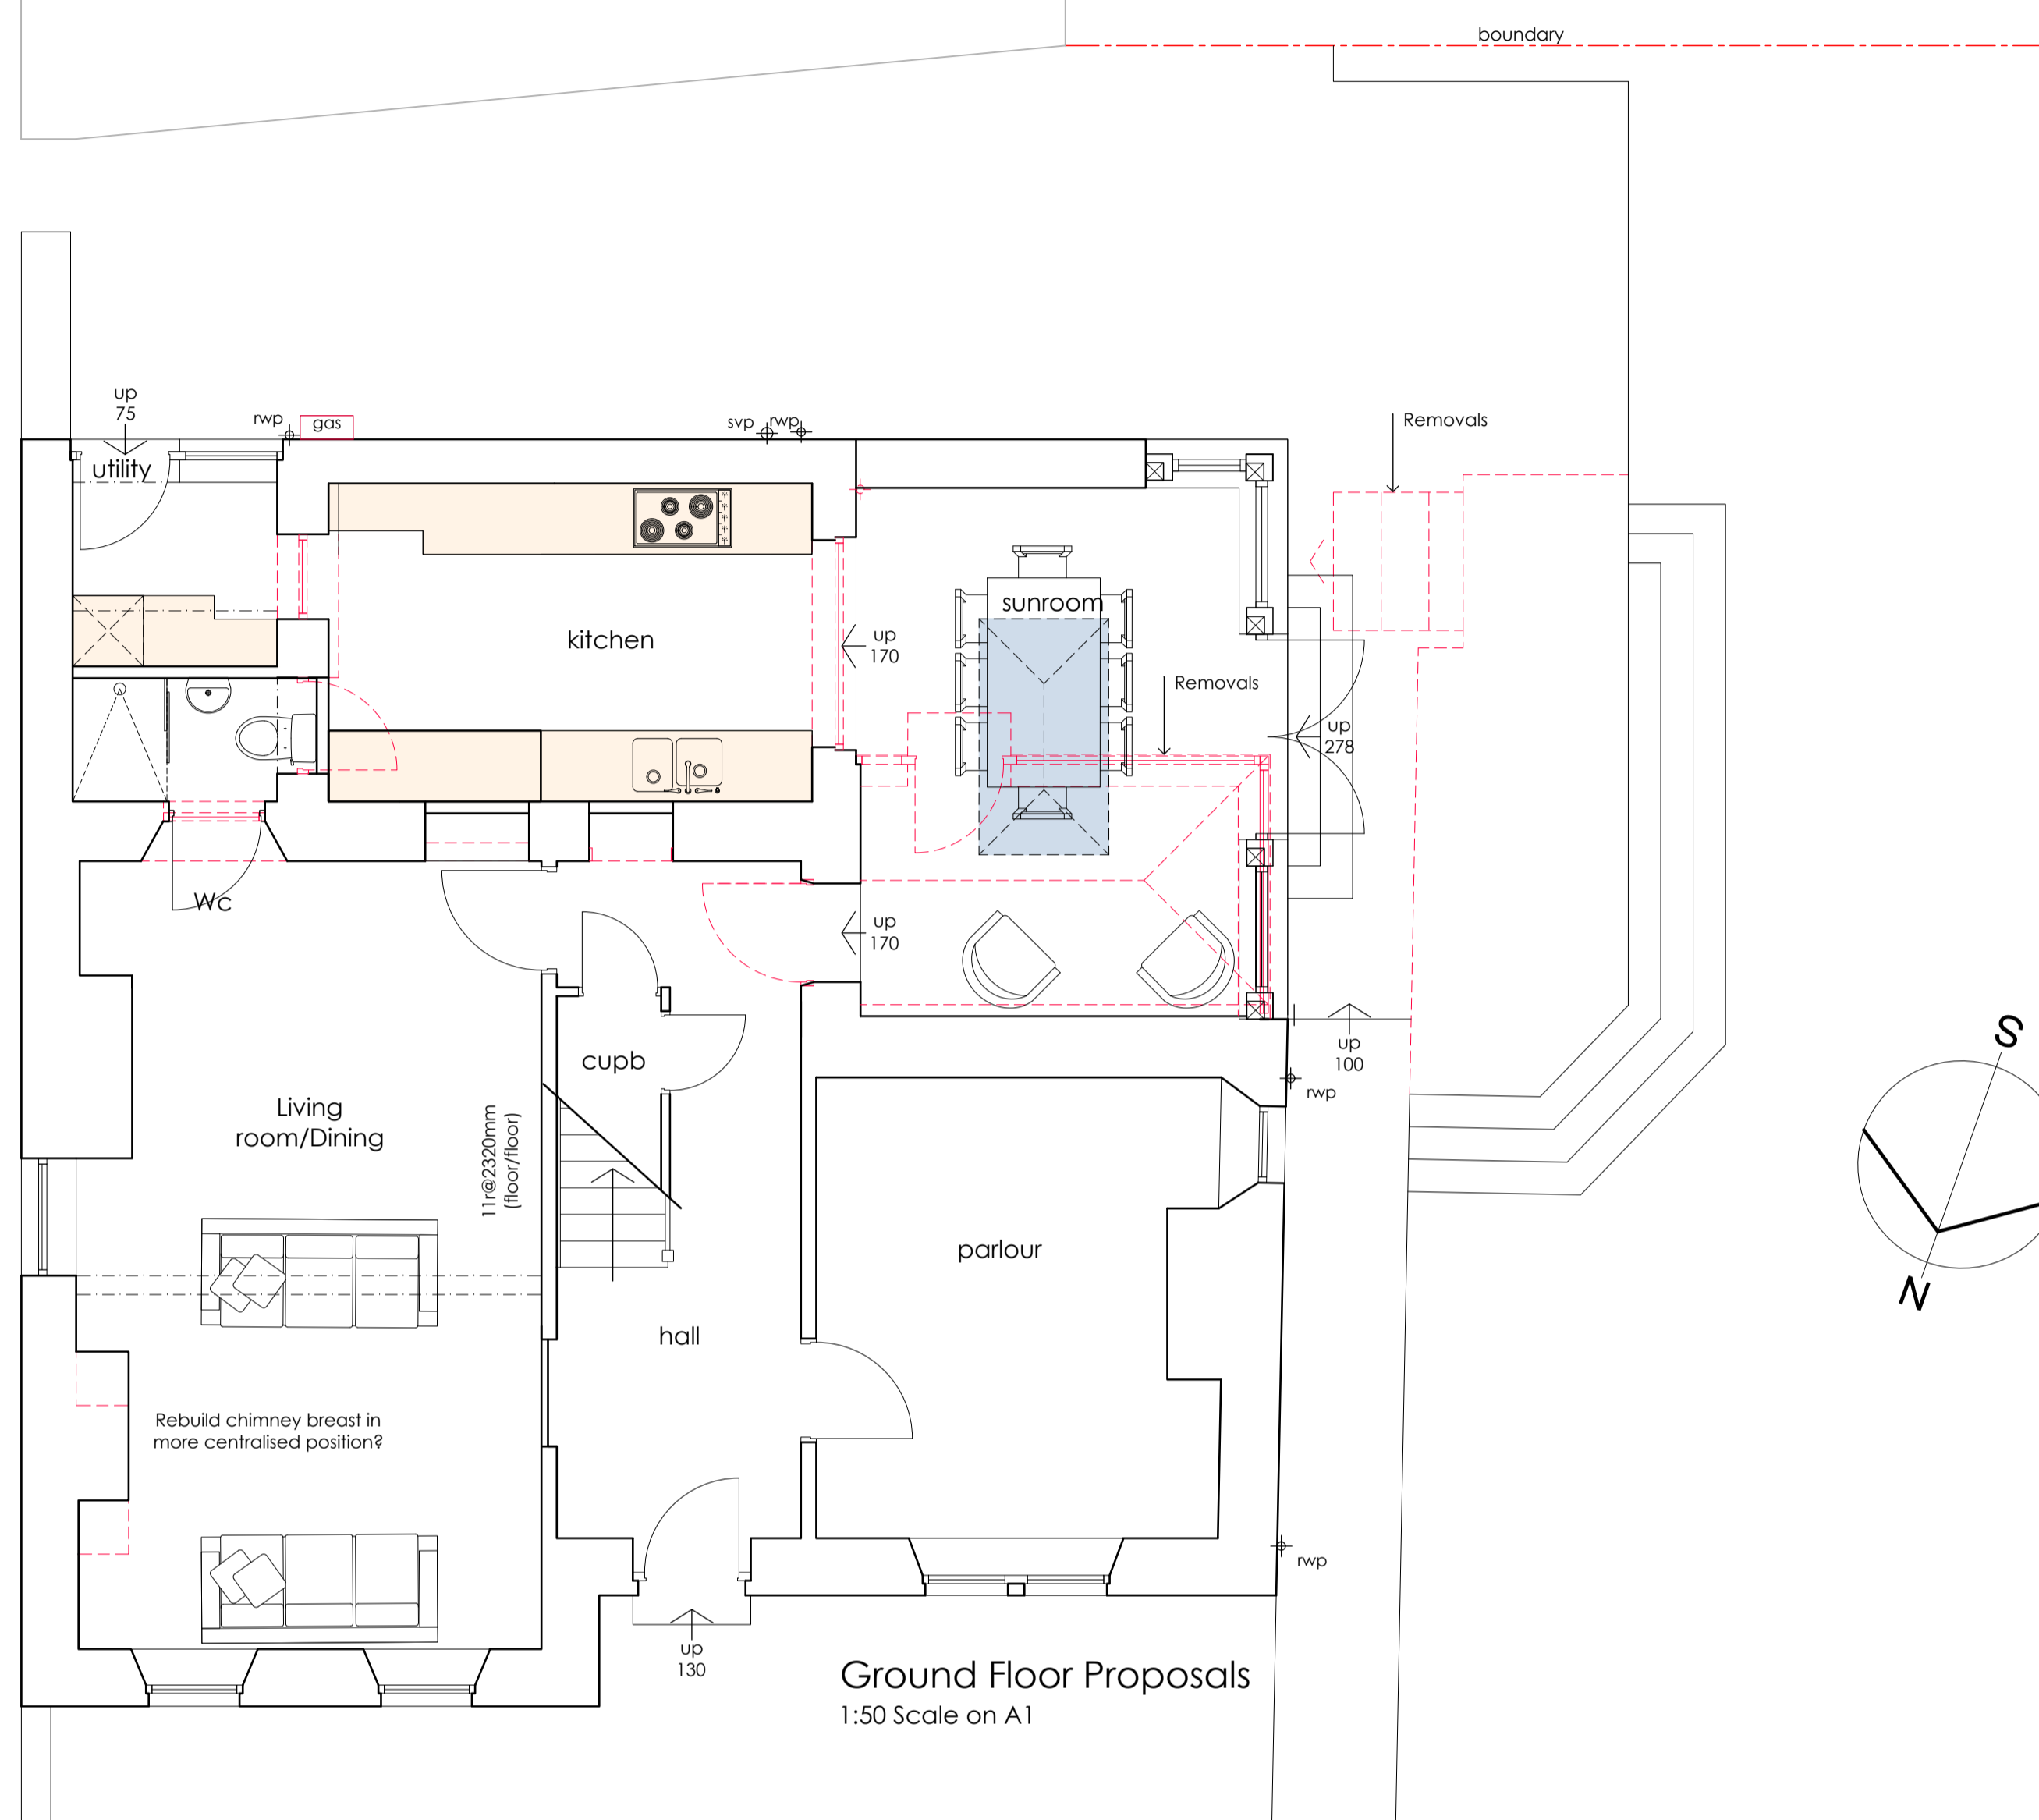 boundary
up
75
rwp
gas
svp
rwp
Removals
utility
sunroom
kitchen
up
170
Removals
up
278
Wc
up
170
cupb
up
100
rwp
S
Living
room/Dining
11r@2320mm
(floor/floor)
parlour
N
hall
Rebuild chimney breast in
more centralised position?
rwp
up
130
Ground Floor Proposals
1:50 Scale on A1